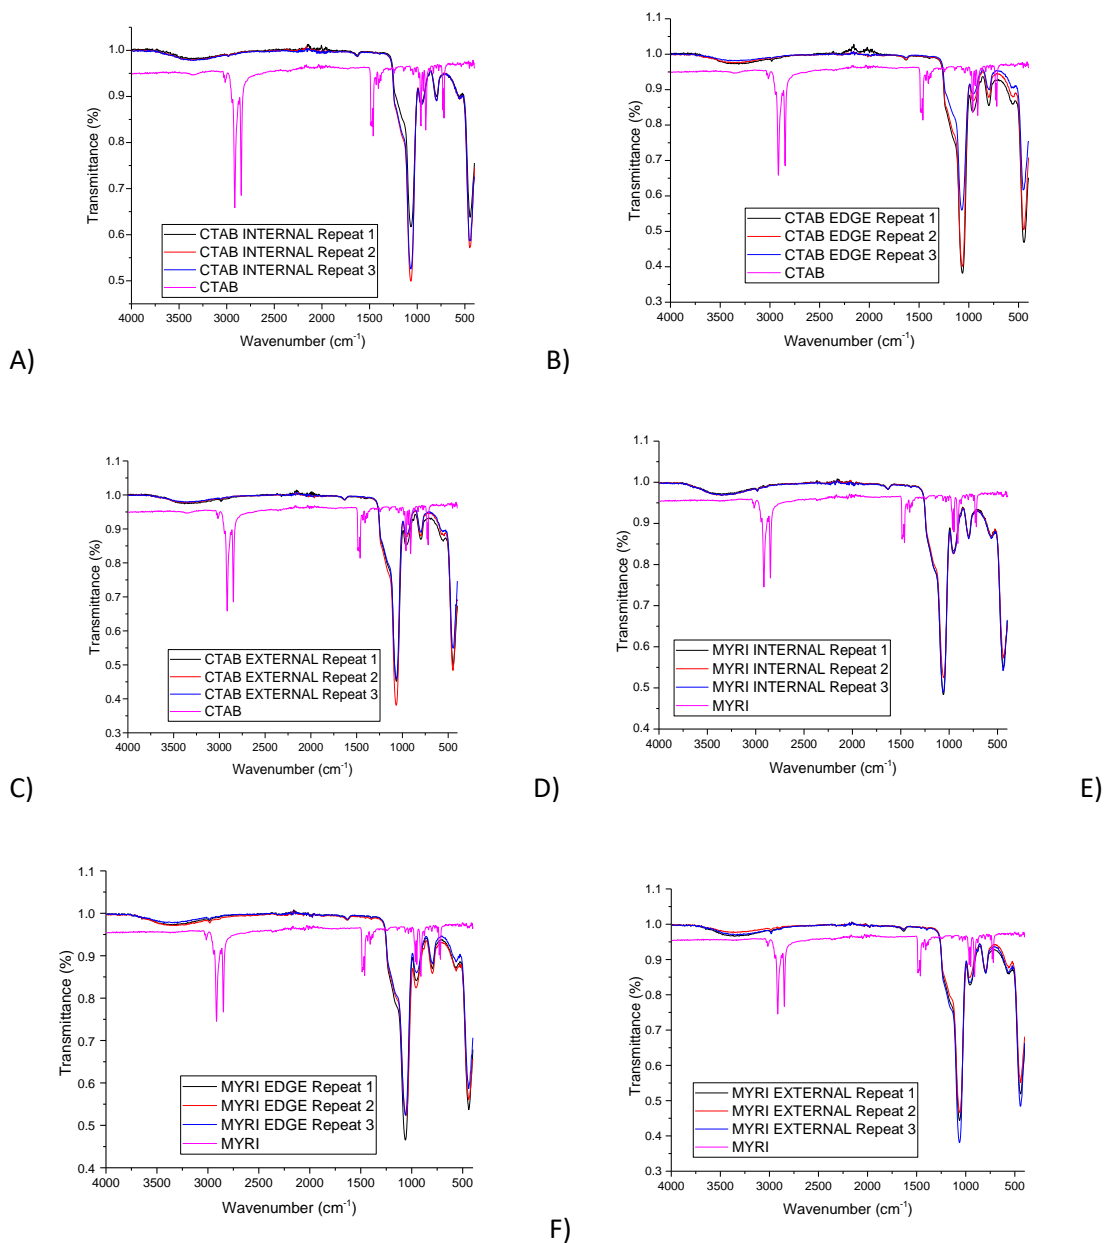 1.0
0.9
0.8
0.7
0.6
0.5
Transmittance (%)
CTAB INTERNAL Repeat 1
CTAB INTERNAL Repeat 2
CTAB INTERNAL Repeat 3
CTAB
4000 3500 3000 2500 2000 1500 1000 500
Wavenumber (cm⁻¹)
A)
1.1
1.0
0.9
0.8
0.7
0.6
0.5
0.4
0.3
Transmittance (%)
CTAB EDGE Repeat 1
CTAB EDGE Repeat 2
CTAB EDGE Repeat 3
CTAB
4000 3500 3000 2500 2000 1500 1000 500
Wavenumber (cm⁻¹)
B)
1.1
1.0
0.9
0.8
0.7
0.6
0.5
0.4
0.3
Transmittance (%)
CTAB EXTERNAL Repeat 1
CTAB EXTERNAL Repeat 2
CTAB EXTERNAL Repeat 3
CTAB
4000 3500 3000 2500 2000 1500 1000 500
Wavenumber (cm⁻¹)
C)
1.1
1.0
0.9
0.8
0.7
0.6
0.5
0.4
Transmittance (%)
MYRI INTERNAL Repeat 1
MYRI INTERNAL Repeat 2
MYRI INTERNAL Repeat 3
MYRI
4000 3500 3000 2500 2000 1500 1000 500
Wavenumber (cm⁻¹)
D)
E)
1.1
1.0
0.9
0.8
0.7
0.6
0.5
0.4
Transmittance (%)
MYRI EDGE Repeat 1
MYRI EDGE Repeat 2
MYRI EDGE Repeat 3
MYRI
4000 3500 3000 2500 2000 1500 1000 500
Wavenumber (cm⁻¹)
1.1
1.0
0.9
0.8
0.7
0.6
0.5
0.4
0.3
Transmittance (%)
MYRI EXTERNAL Repeat 1
MYRI EXTERNAL Repeat 2
MYRI EXTERNAL Repeat 3
MYRI
4000 3500 3000 2500 2000 1500 1000 500
Wavenumber (cm⁻¹)
F)